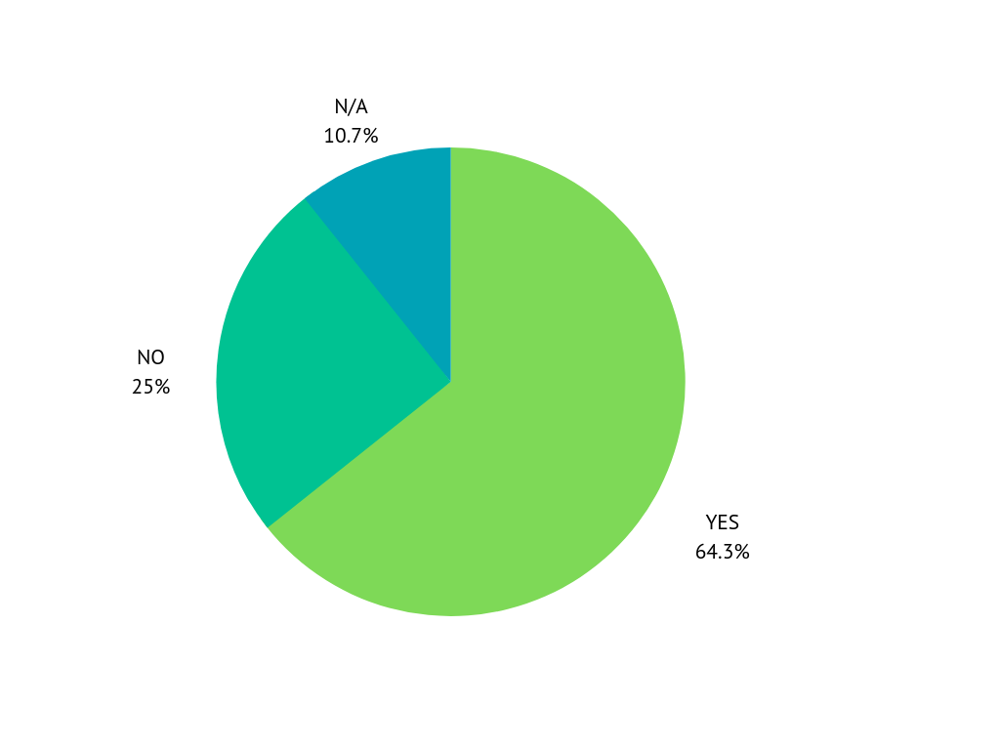 N/A
10.7%
NO
25%
YES
64.3%